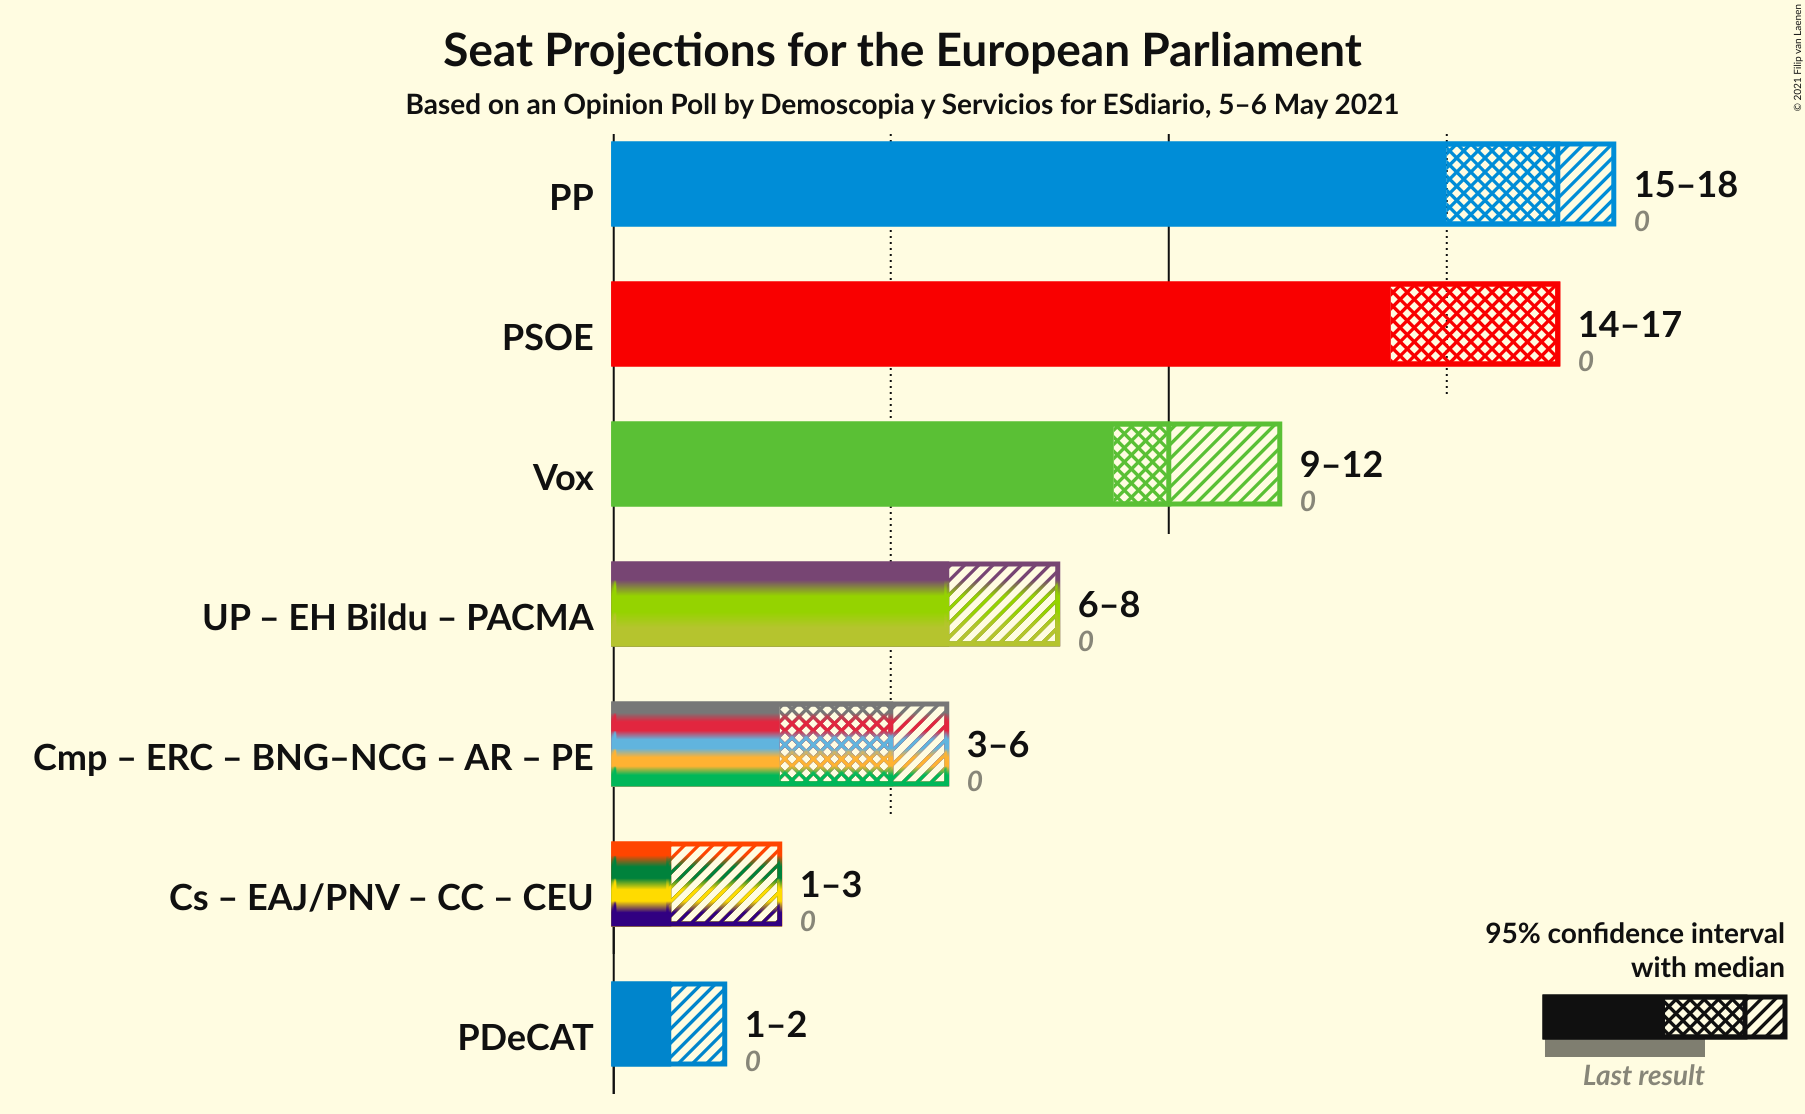 Seat Projections for the European Parliament
Based on an Opinion Poll by Demoscopia y Servicios for ESdiario, 5–6 May 2021
© 2021 Filip van Laenen
PP
15–18
0
PSOE
14–17
0
Vox
9–12
0
UP – EH Bildu – PACMA
6–8
0
Cmp – ERC – BNG–NCG – AR – PE
3–6
0
Cs – EAJ/PNV – CC – CEU
1–3
0
PDeCAT
1–2
0
95% confidence interval
with median
Last result